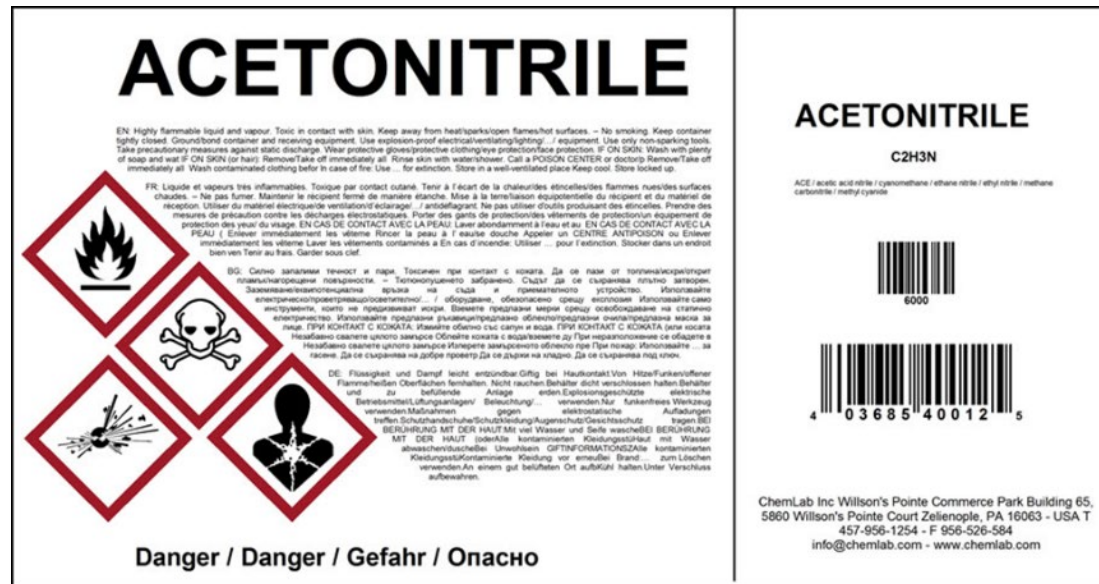 ACETONITRILE
EN: Highly flammable liquid and vapour. Toxic in contact with skin. Keep away from heat/sparks/open flames/hot surfaces. – No smoking. Keep container
tightly closed. Ground/bond container and receiving equipment. Use explosion-proof electrical/ventilating/lighting/.../ equipment. Use only non-sparking tools.
Take precautionary measures against static discharge. Wear protective gloves/protective clothing/eye protection/face protection. IF ON SKIN: Wash with plenty
of soap and wat IF ON SKIN (or hair): Remove/Take off immediately all Rinse skin with water/shower. Call a POISON CENTER or doctor/p Remove/Take off
immediately all Wash contaminated clothing befor In case of fire: Use ... for extinction. Store in a well-ventilated place Keep cool. Store locked up.
FR: Liquide et vapeurs très inflammables. Toxique par contact cutané. Tenir à l'écart de la chaleur/des étincelles/des flammes nues/des surfaces
chaudes. – Ne pas fumer. Maintenir le récipient fermé de manière étanche. Mise à la terre/liaison équipotentielle du récipient et du matériel de
réception. Utiliser du matériel électrique/de ventilation/d'éclairage/.../ antidéflagrant. Ne pas utiliser d'outils produisant des étincelles. Prendre des
mesures de précaution contre les décharges électrostatiques. Porter des gants de protection/des vêtements de protection/un équipement de
protection des yeux/ du visage. EN CAS DE CONTACT AVEC LA PEAU: Laver abondamment à l'eau et au EN CAS DE CONTACT AVEC LA
PEAU ( Enlever immédiatement les vêteme Rincer la peau à l' eau/se douche Appeler un CENTRE ANTIPOISON ou Enlever
immédiatement les vêteme Laver les vêtements contaminés a En cas d'incendie: Utiliser ... pour l'extinction. Stocker dans un endroit
bien ven Tenir au frais. Garder sous clef.
BG: Силно запалими течност и пари. Токсичен при контакт с кожата. Да се пази от топлина/искри/открит
пламък/нагорещени повърхности. – Тютюнопушенето забранено. Съдът да се съхранява плътно затворен.
Заземяване/еквипотенциална връзка на съда и приемателното устройство. Използвайте
електрическо/проветряващо/осветително/... / оборудване, обезопасено срещу експлозия Използвайте само
инструменти, които не предизвикват искри. Вземете предпазни мерки срещу освобождаване на статично
електричество. Използвайте предпазни ръкавици/предпазно облекло/предпазни очила/предпазна маска за
лице. ПРИ КОНТАКТ С КОЖАТА: Измийте обилно със сапун и вода. ПРИ КОНТАКТ С КОЖАТА (или косата
Незабавно свалете цялото замърсе Облейте кожата с вода/вземете ду При неразположение се обадете в
Незабавно свалете цялото замърсе Изперете замърсеното облекло пре При пожар: Използвайте ... за
гасене. Да се съхранява на добре проветр Да се държи на хладно. Да се съхранява под ключ.
DE: Flüssigkeit und Dampf leicht entzündbar.Giftig bei Hautkontakt.Von Hitze/Funken/offener
Flamme/heißen Oberflächen fernhalten. Nicht rauchen.Behälter dicht verschlossen halten.Behälter
und zu befüllende Anlage erden.Explosionsgeschützte elektrische
Betriebsmittel/Lüftungsanlagen/ Beleuchtung/... verwenden.Nur funkenfreies Werkzeug
verwenden.Maßnahmen gegen elektrostatische Aufladungen
treffen.Schutzhandschuhe/Schutzkleidung/Augenschutz/Gesichtsschutz tragen.BEI
BERÜHRUNG MIT DER HAUT:Mit viel Wasser und Seife wascheBEI BERÜHRUNG
MIT DER HAUT (oderAlle kontaminierten KleidungsstüHaut mit Wasser
abwaschen/duscheBei Unwohlsein GIFTINFORMATIONSZAlle kontaminierten
KleidungsstüKontaminierte Kleidung vor erneuBei Brand:... zum Löschen
verwenden.An einem gut belüfteten Ort aufbKühl halten.Unter Verschluss
aufbewahren.
Danger / Danger / Gefahr / Опасно
ACETONITRILE
C2H3N
ACE / acetic acid nitrile / cyanomethane / ethane nitrile / ethyl nitrile / methane
carbonitrile / methyl cyanide
6000
4 03685 40012 5
ChemLab Inc Willson's Pointe Commerce Park Building 65,
5860 Willson's Pointe Court Zelienople, PA 16063 - USA T
457-956-1254 - F 956-526-584
info@chemlab.com - www.chemlab.com